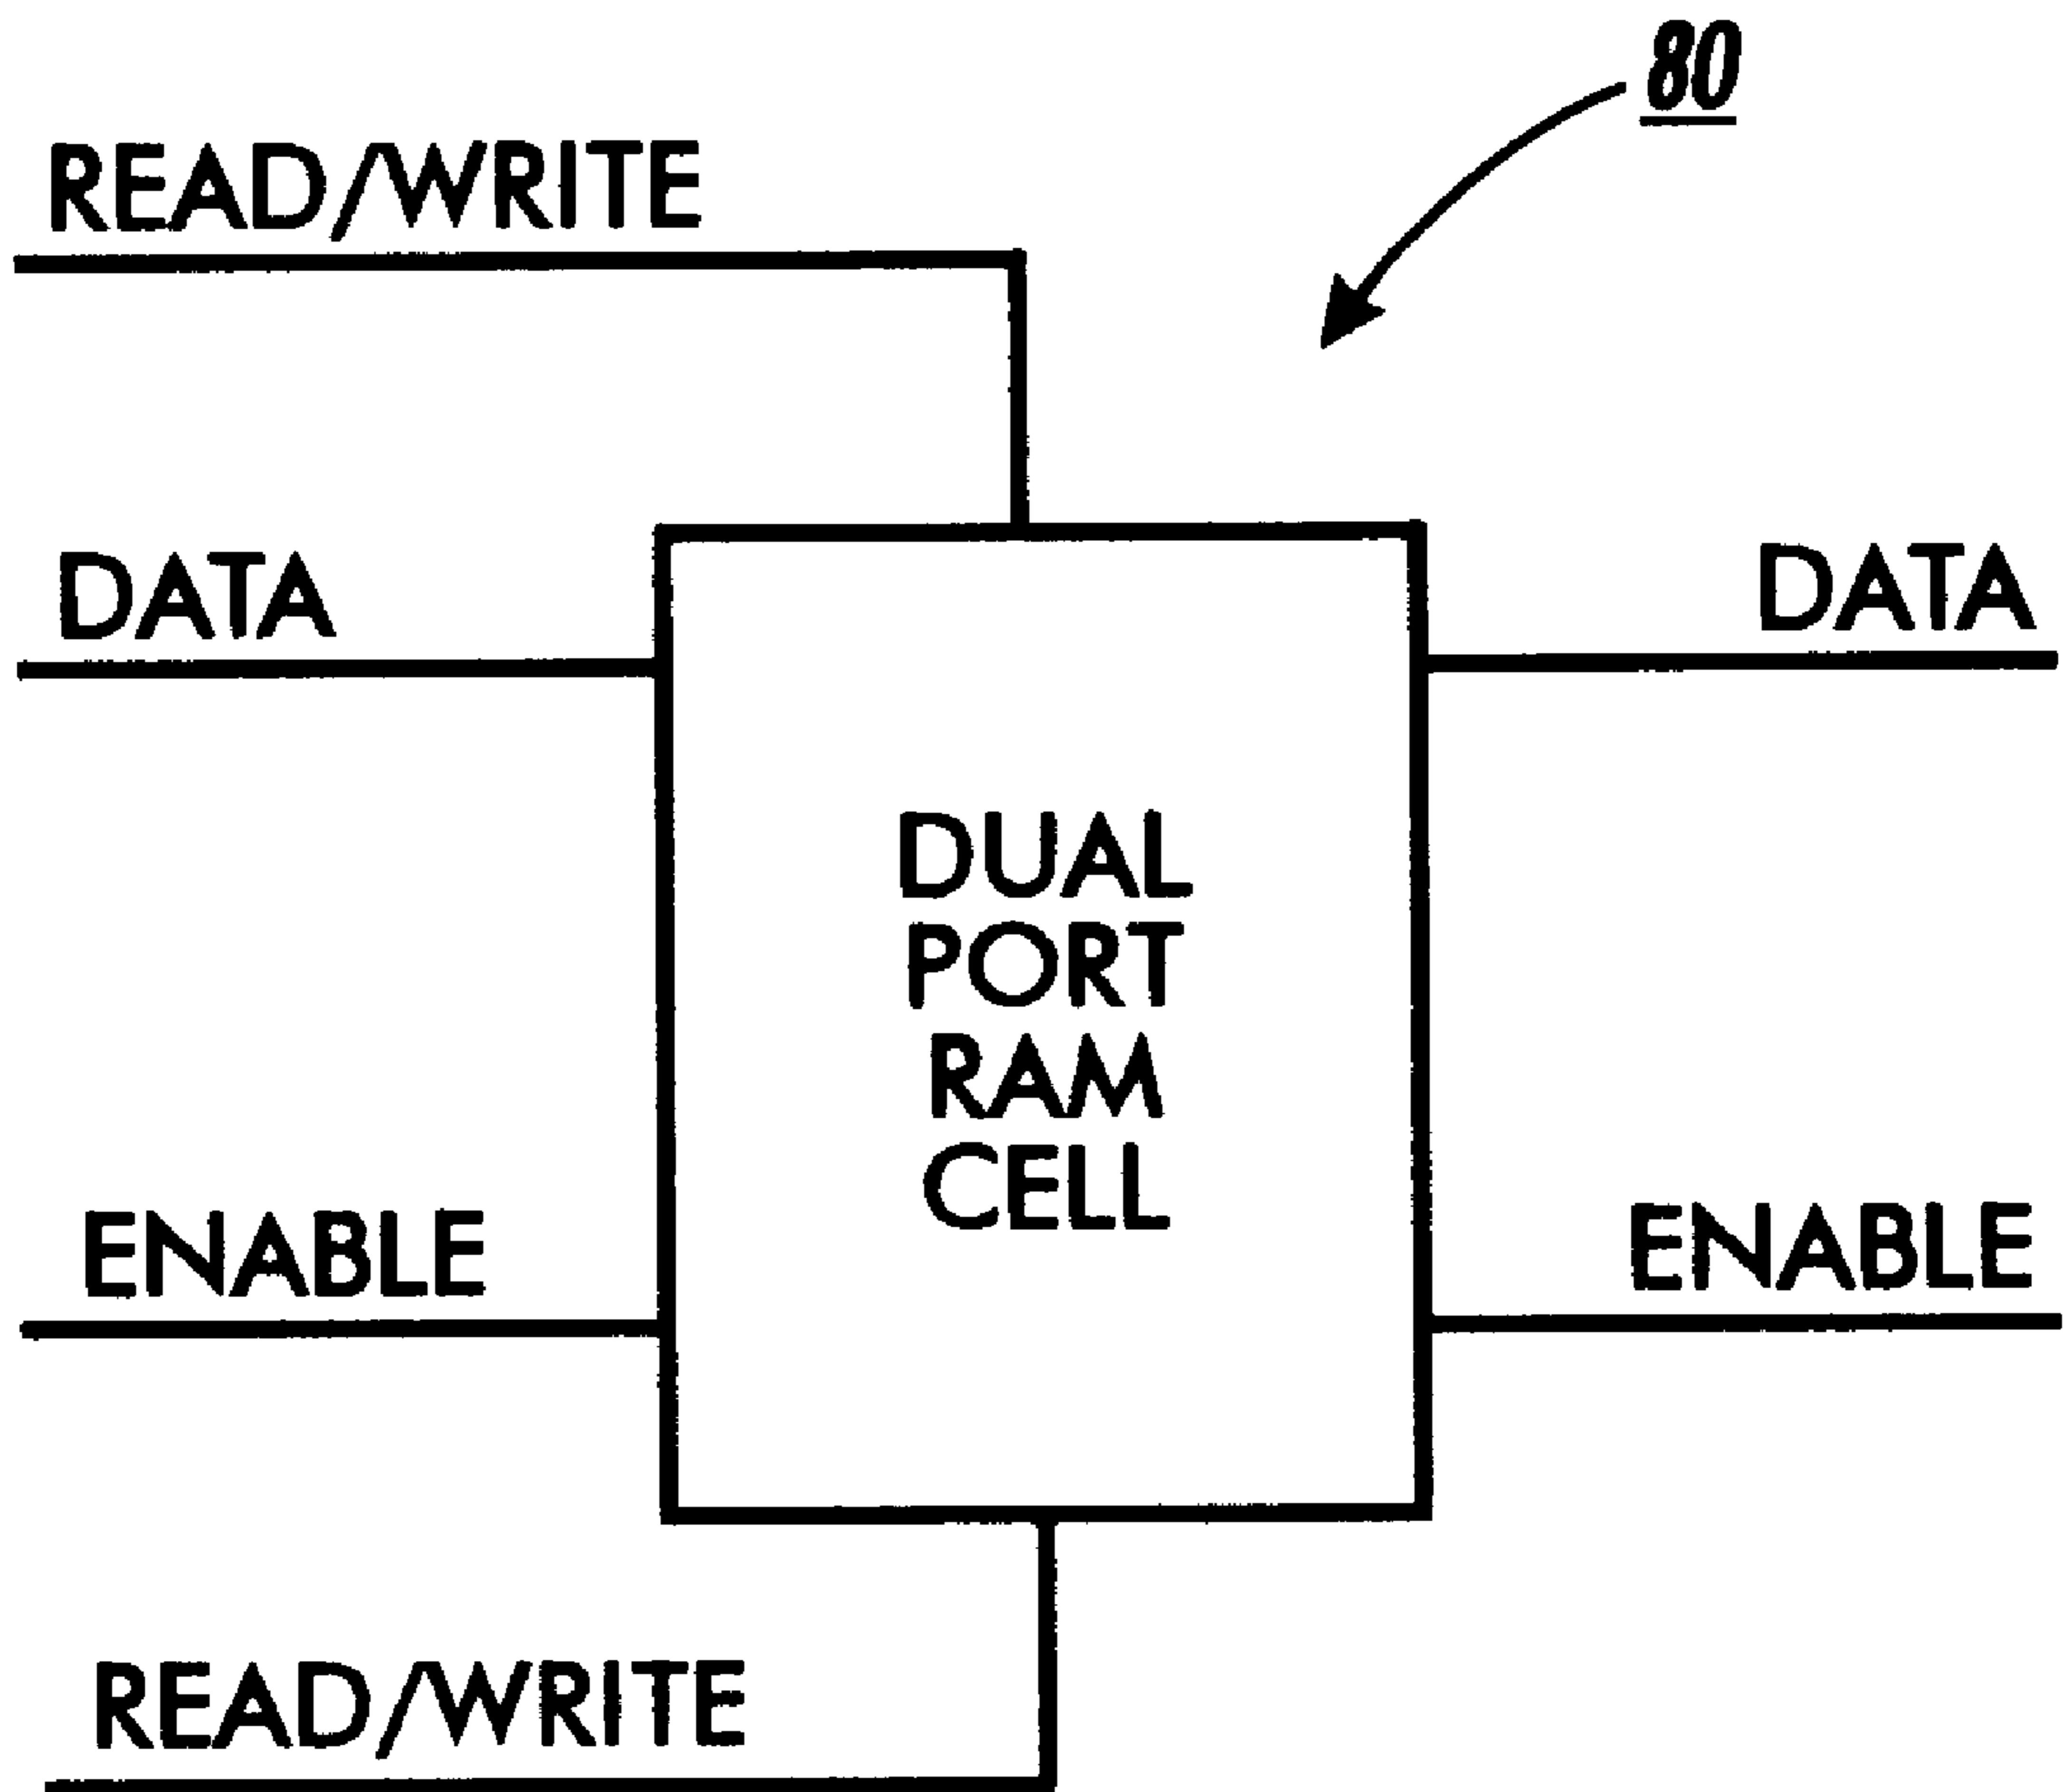 80
READ/WRITE
DATA
DATA
DUAL
PORT
RAM
CELL
ENABLE
ENABLE
READ/WRITE